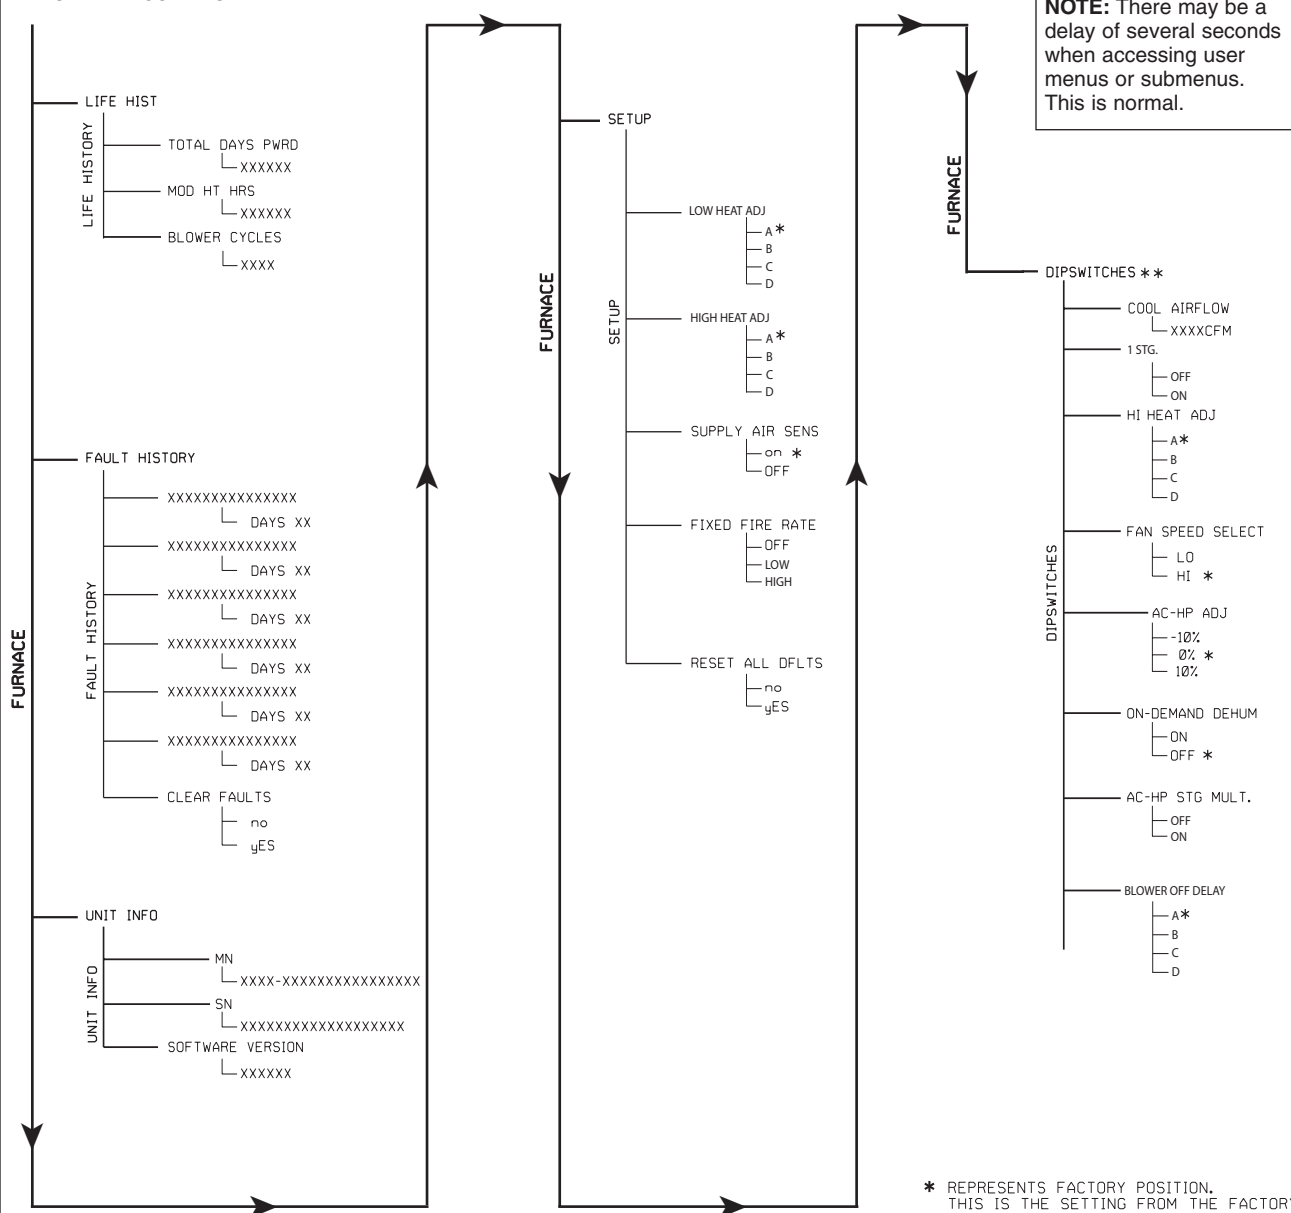 FURNACE
LIFE HIST
LIFE HISTORY
TOTAL DAYS PWRD
XXXXXX
MOD HT HRS
XXXXXX
BLOWER CYCLES
XXXX
FAULT HISTORY
FAULT HISTORY
XXXXXXXXXXXXXXX
DAYS XX
XXXXXXXXXXXXXXX
DAYS XX
XXXXXXXXXXXXXXX
DAYS XX
XXXXXXXXXXXXXXX
DAYS XX
XXXXXXXXXXXXXXX
DAYS XX
XXXXXXXXXXXXXXX
DAYS XX
CLEAR FAULTS
no
yES
UNIT INFO
UNIT INFO
MN
XXXX-XXXXXXXXXXXXXXXX
SN
XXXXXXXXXXXXXXXXXXX
SOFTWARE VERSION
XXXXXX
FURNACE
SETUP
SETUP
LOW HEAT ADJ
A*
B
C
D
HIGH HEAT ADJ
A*
B
C
D
SUPPLY AIR SENS
on *
OFF
FIXED FIRE RATE
OFF
LOW
HIGH
RESET ALL DFLTS
no
yES
NOTE: There may be a
delay of several seconds
when accessing user
menus or submenus.
This is normal.
FURNACE
DIPSWITCHES **
DIPSWITCHES
COOL AIRFLOW
XXXXCFM
1 STG.
OFF
ON
HI HEAT ADJ
A*
B
C
D
FAN SPEED SELECT
LO
HI *
AC-HP ADJ
-10%
0% *
10%
ON-DEMAND DEHUM
ON
OFF *
AC-HP STG MULT.
OFF
ON
BLOWER OFF DELAY
A*
B
C
D
* REPRESENTS FACTORY POSITION.
THIS IS THE SETTING FROM THE FACTORY